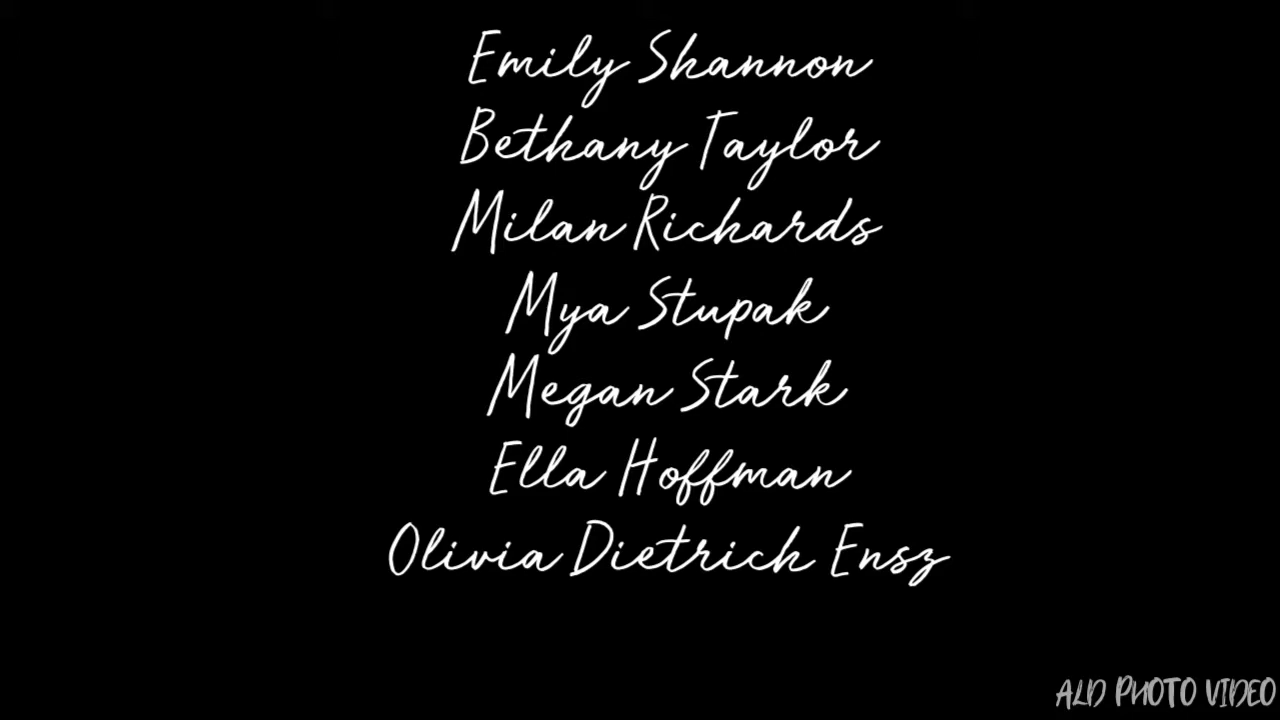 Emily Shannon
Bethany Taylor
Milan Richards
Mya Stupak
Megan Stark
Ella Hoffman
Olivia Dietrich Ensz
ALD PHOTO VIDEO